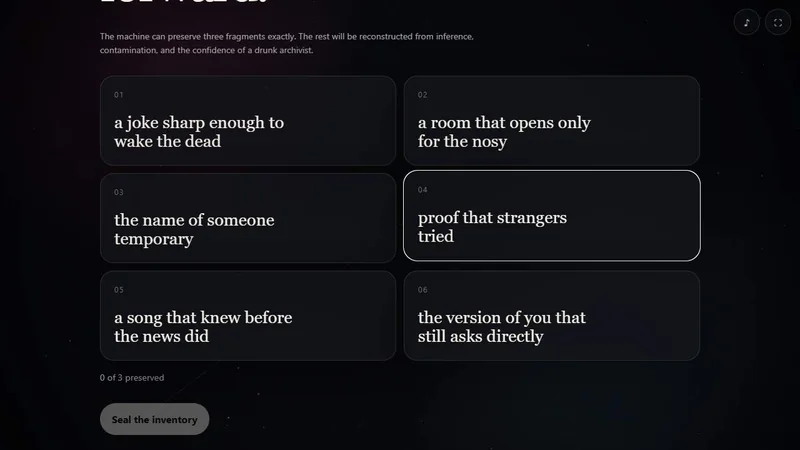 The machine can preserve three fragments exactly. The rest will be reconstructed from inference,
contamination, and the confidence of a drunk archivist.
01
a joke sharp enough to
wake the dead
02
a room that opens only
for the nosy
03
the name of someone
temporary
04
proof that strangers
tried
05
a song that knew before
the news did
06
the version of you that
still asks directly
0 of 3 preserved
Seal the inventory